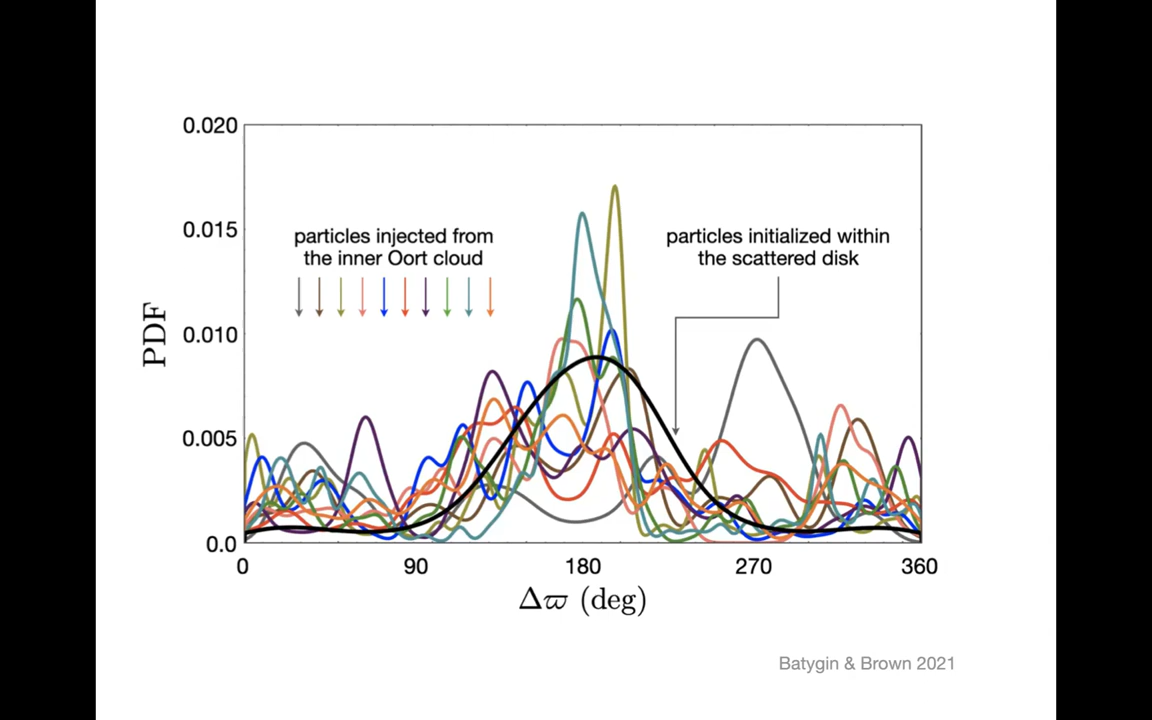 0.020
0.015
0.010
0.005
0.0
PDF
particles injected from
the inner Oort cloud
particles initialized within
the scattered disk
0 90 180 270 360
Δϖ (deg)
Batygin & Brown 2021